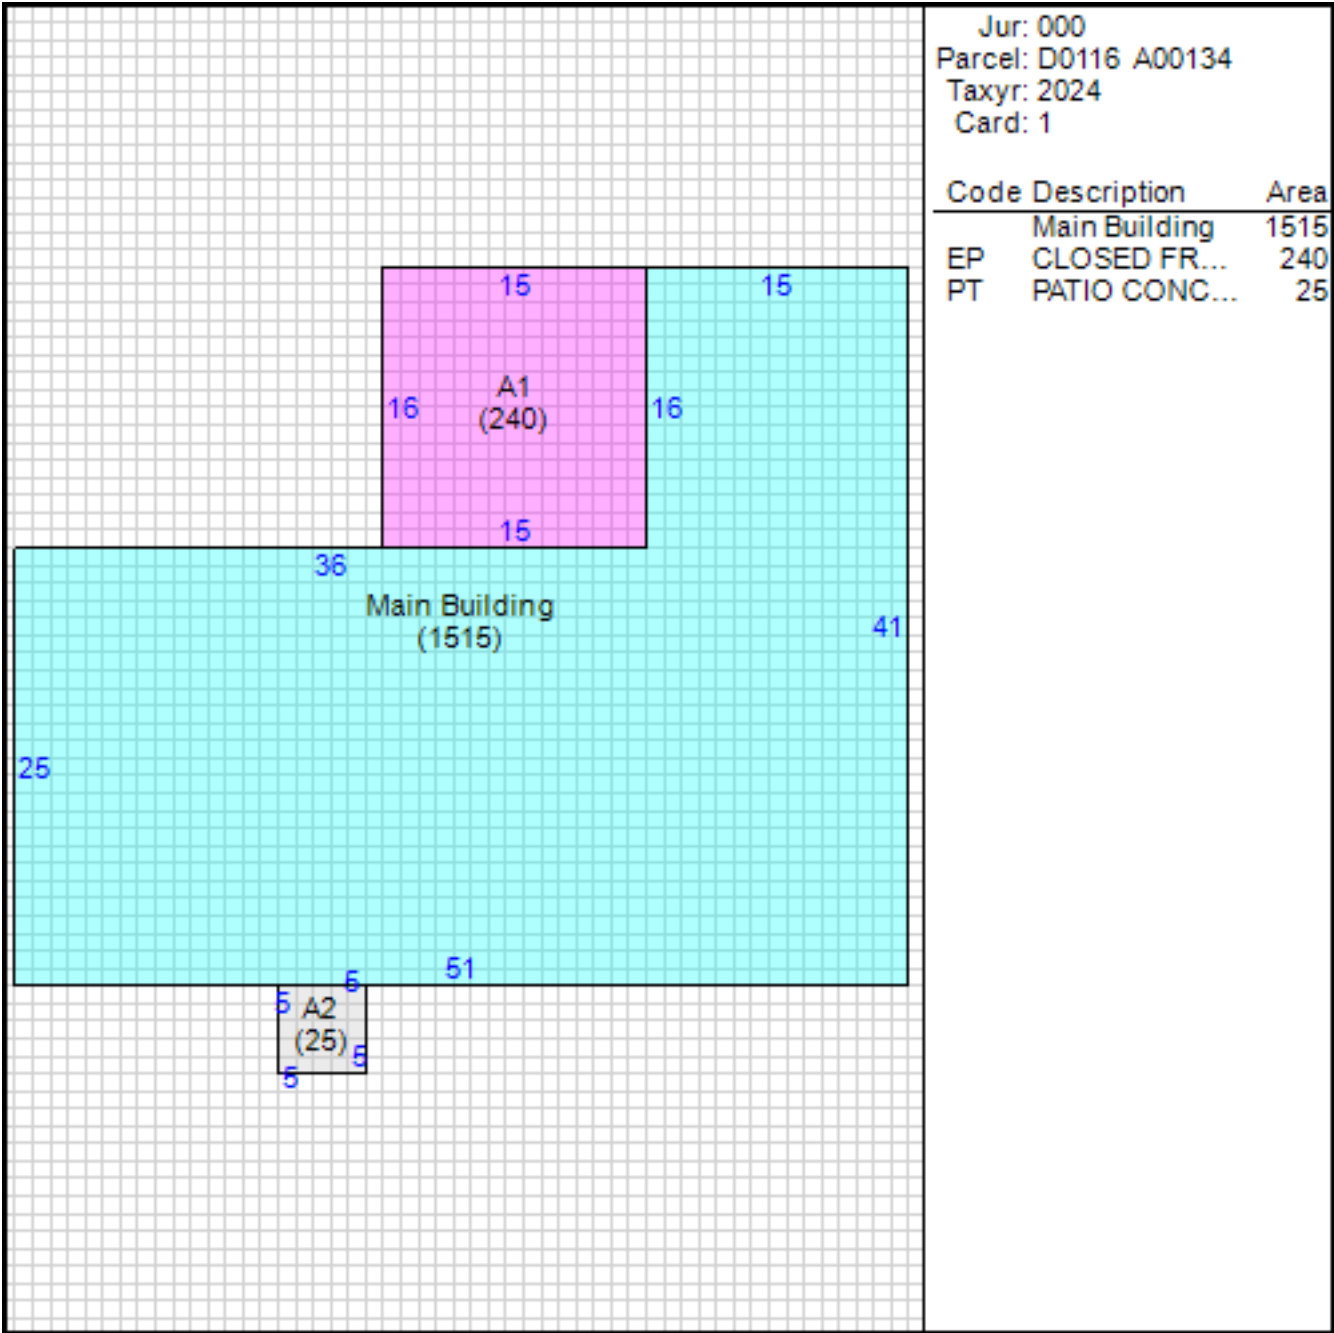 Jur: 000
Parcel: D0116 A00134
Taxyr: 2024
Card: 1
Code Description Area
Main Building 1515
EP CLOSED FR... 240
PT PATIO CONC... 25
15
15
A1
(240)
16
16
15
36
Main Building
(1515)
41
25
51
5
5
A2
(25)
5
5